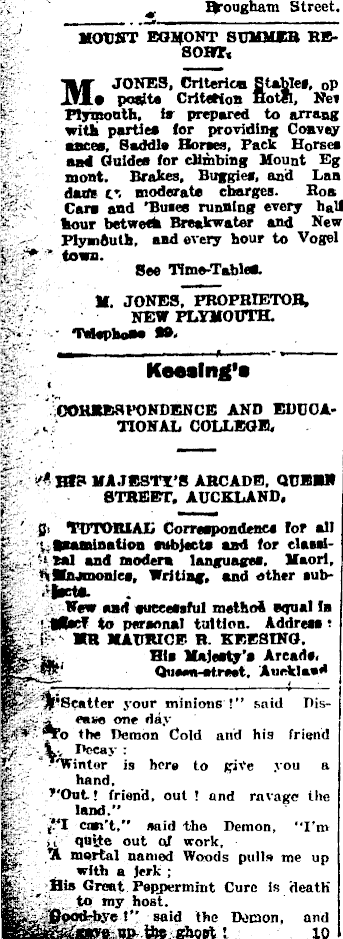 Brougham Street.
MOUNT EGMONT SUMMER RE-
SORT.
M. JONES, Criterion Stables, op
posite Criterion Hotel, New
Plymouth, is prepared to arrang
with parties for providing Convey
ances, Saddle Horses, Pack Horses
and Guides for climbing Mount Eg
mont. Brakes, Buggies, and Lan
daus at moderate charges. Roa
Cars and 'Buses running every half
hour between Breakwater and New
Plymouth, and every hour to Vogel
town.
See Time-Tables.
M. JONES, PROPRIETOR,
NEW PLYMOUTH.
Telephone 29.
Keesing's
CORRESPONDENCE AND EDUCA-
TIONAL COLLEGE,
HIS MAJESTY'S ARCADE, QUEEN
STREET, AUCKLAND.
TUTORIAL Correspondence for all
Examination subjects and for classi-
cal and modern languages, Maori,
Mnemonics, Writing, and other sub-
jects.
New and successful method equal in
effect to personal tuition. Address:
MR MAURICE R. KEESING.
His Majesty's Arcade,
Queen-street, Auckland
"Scatter your minions!" said Dis-
ease one day
To the Demon Cold and his friend
Decay:
"Winter is here to give you a
hand,
"Out! friend, out! and ravage the
land."
"I can't," said the Demon, "I'm
quite out of work,
A mortal named Woods pulls me up
with a jerk;
His Great Peppermint Cure is death
to my host.
Good-bye!" said the Demon, and
gave up the ghost! 10